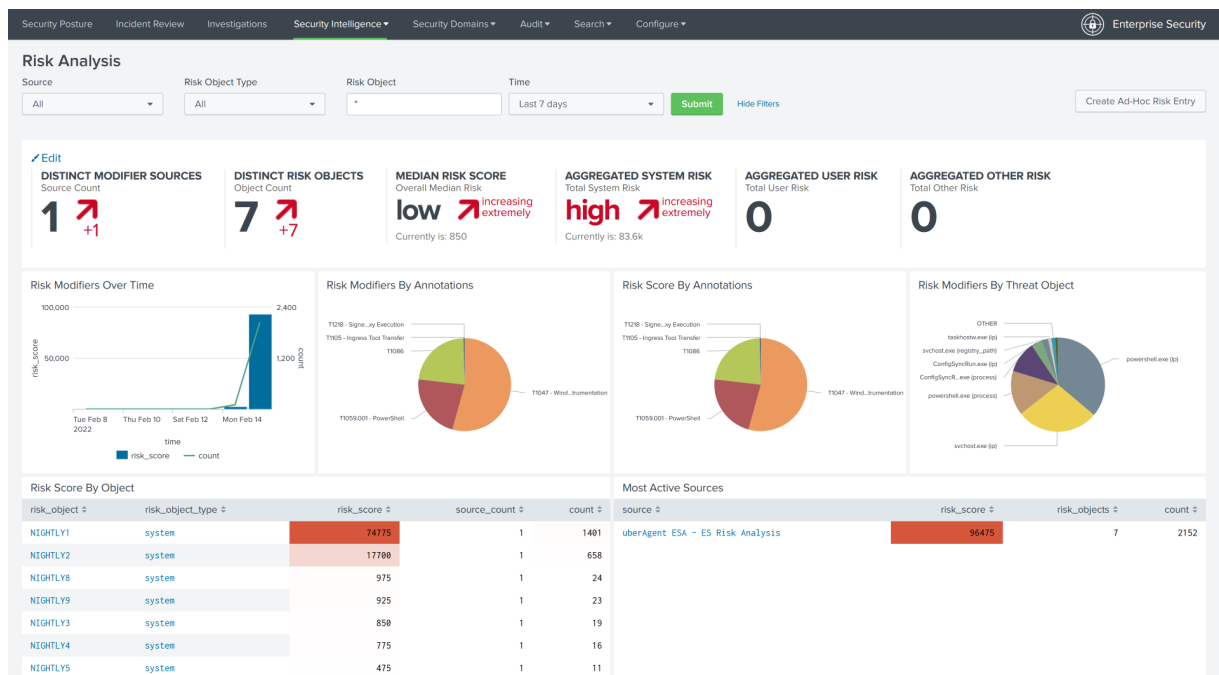 Security Posture Incident Review Investigations Security Intelligence Security Domains Audit Search Configure Enterprise Security
Risk Analysis
Source Risk Object Type Risk Object Time
All All * Last 7 days Submit Hide Filters Create Ad-Hoc Risk Entry
Edit
DISTINCT MODIFIER SOURCES
Source Count
1 +1
DISTINCT RISK OBJECTS
Object Count
7 +7
MEDIAN RISK SCORE
Overall Median Risk
low increasing
extremely
Currently is: 850
AGGREGATED SYSTEM RISK
Total System Risk
high increasing
extremely
Currently is: 83.6k
AGGREGATED USER RISK
Total User Risk
0
AGGREGATED OTHER RISK
Total Other Risk
0
Risk Modifiers Over Time
100,000 2,400
50,000 1,200
risk_score
count
Tue Feb 8 Thu Feb 10 Sat Feb 12 Mon Feb 14
2022
time
risk_score count
Risk Modifiers By Annotations
T1218 - Signe...xy Execution
T1105 - Ingress Tool Transfer
T1086
T1047 - Wind...trumentation
T1059.001 - PowerShell
Risk Score By Annotations
T1218 - Signe...xy Execution
T1105 - Ingress Tool Transfer
T1086
T1047 - Wind...trumentation
T1059.001 - PowerShell
Risk Modifiers By Threat Object
OTHER
taskhostw.exe (ip)
svchost.exe (registry_path)
ConfigSyncRun.exe (ip)
ConfigSyncR...exe (process)
powershell.exe (process)
powershell.exe (ip)
svchost.exe (ip)
Risk Score By Object
risk_object risk_object_type risk_score source_count count
NIGHTLY1 system 74775 1 1401
NIGHTLY2 system 17700 1 658
NIGHTLY8 system 975 1 24
NIGHTLY9 system 925 1 23
NIGHTLY3 system 850 1 19
NIGHTLY4 system 775 1 16
NIGHTLY5 system 475 1 11
Most Active Sources
source risk_score risk_objects count
uberAgent ESA - ES Risk Analysis 96475 7 2152